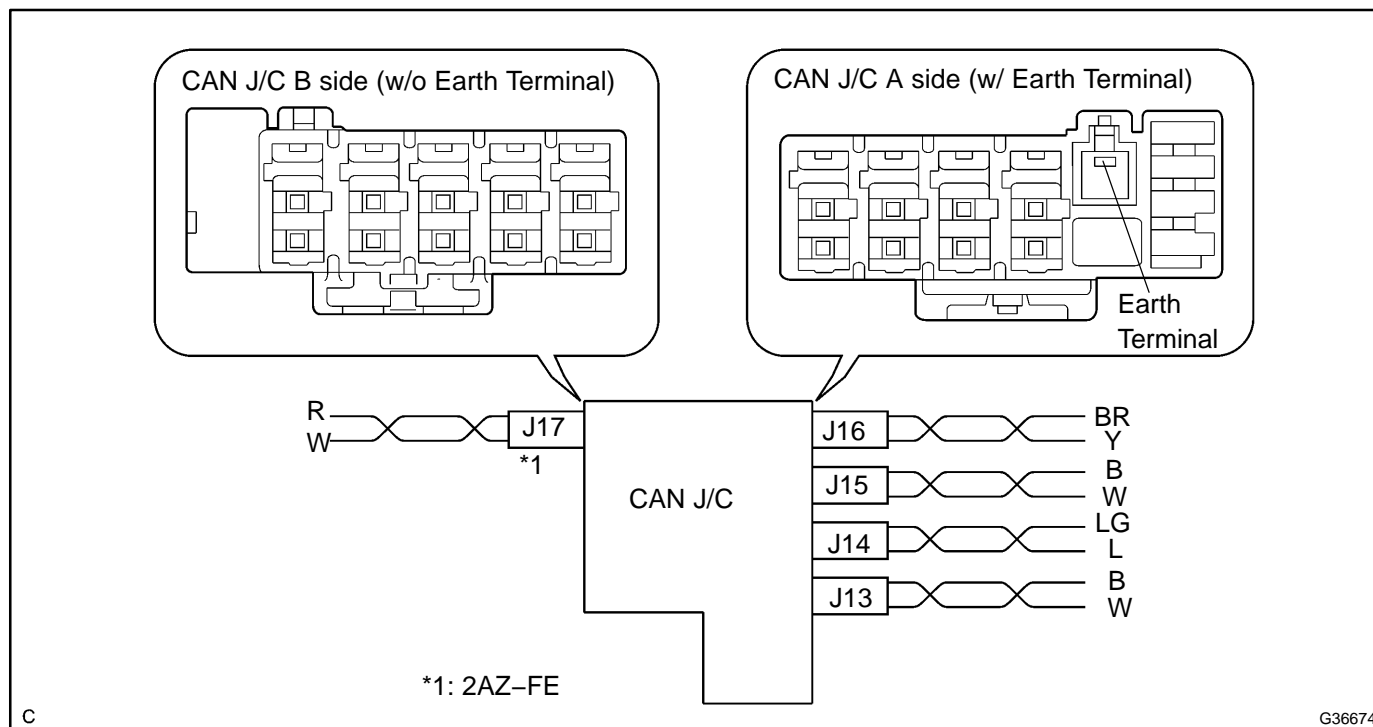 CAN J/C B side (w/o Earth Terminal)
CAN J/C A side (w/ Earth Terminal)
Earth
Terminal
R
W
J17
*1
CAN J/C
J16
BR
Y
J15
B
W
J14
LG
L
J13
B
W
*1: 2AZ−FE
C
G36674